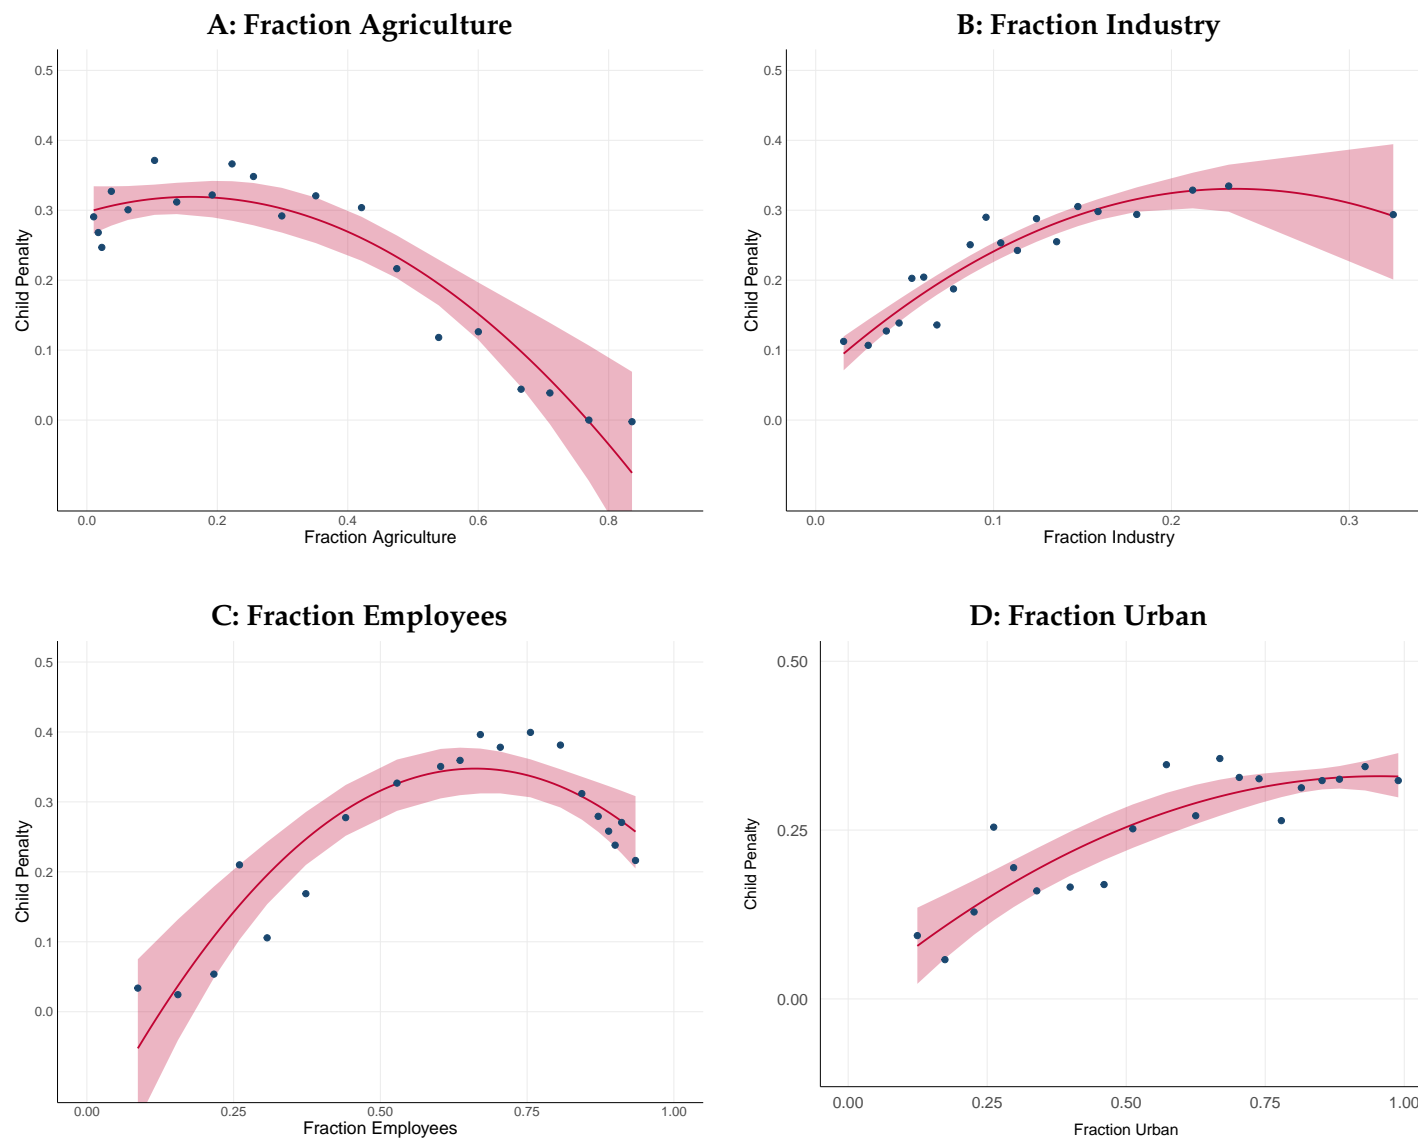 A: Fraction Agriculture
0.5
0.4
0.3
0.2
0.1
0.0
Child Penalty
0.0 0.2 0.4 0.6 0.8
Fraction Agriculture
B: Fraction Industry
0.5
0.4
0.3
0.2
0.1
0.0
Child Penalty
0.0 0.1 0.2 0.3
Fraction Industry
C: Fraction Employees
0.5
0.4
0.3
0.2
0.1
0.0
Child Penalty
0.00 0.25 0.50 0.75 1.00
Fraction Employees
D: Fraction Urban
0.50
0.25
0.00
Child Penalty
0.00 0.25 0.50 0.75 1.00
Fraction Urban